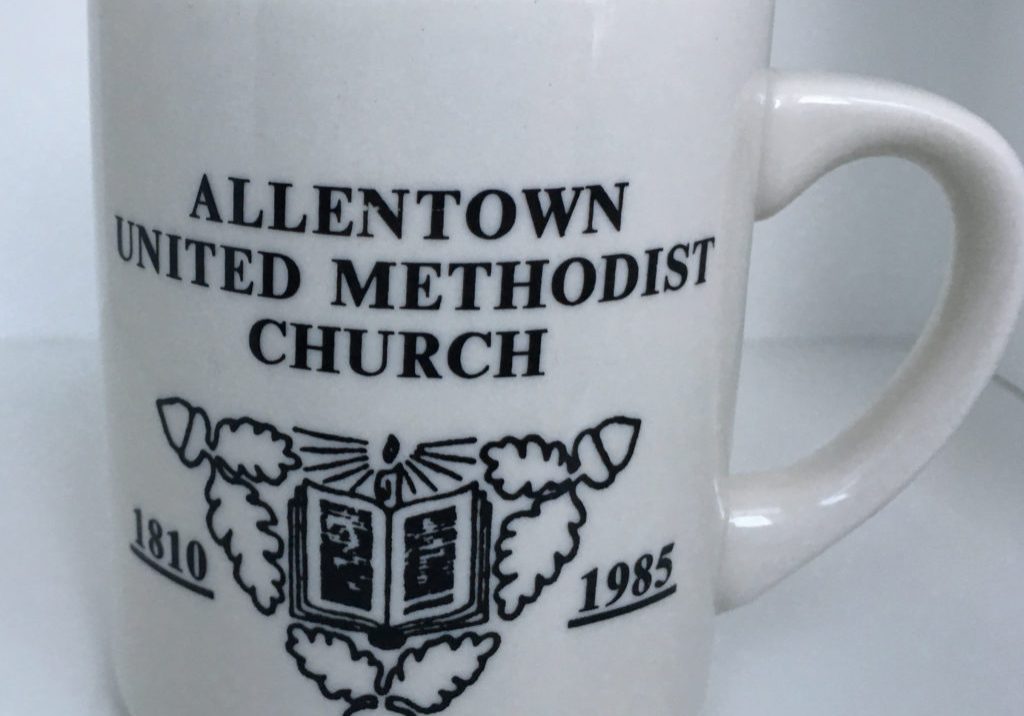 ALLENTOWN
UNITED METHODIST
CHURCH
1810
1985